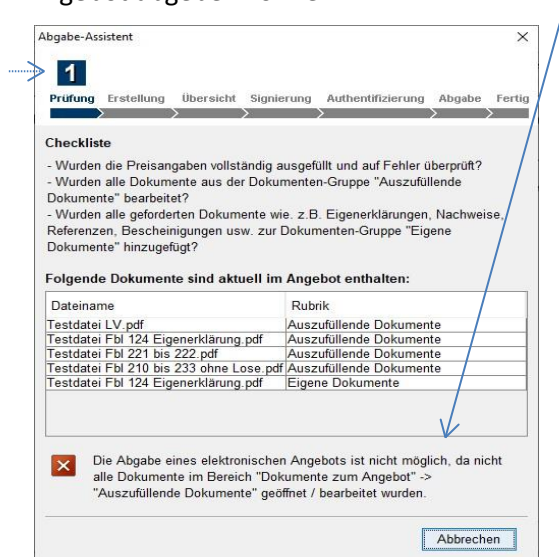 Abgabe-Assistent
1
Prüfung Erstellung Übersicht Signierung Authentifizierung Abgabe Fertig
Checkliste
- Wurden die Preisangaben vollständig ausgefüllt und auf Fehler überprüft?
- Wurden alle Dokumente aus der Dokumenten-Gruppe "Auszufüllende
Dokumente" bearbeitet?
- Wurden alle geforderten Dokumente wie. z.B. Eigenerklärungen, Nachweise,
Referenzen, Bescheinigungen usw. zur Dokumenten-Gruppe "Eigene
Dokumente" hinzugefügt?
Folgende Dokumente sind aktuell im Angebot enthalten:
Dateiname Rubrik
Testdatei LV.pdf Auszufüllende Dokumente
Testdatei Fbl 124 Eigenerklärung.pdf Auszufüllende Dokumente
Testdatei Fbl 221 bis 222.pdf Auszufüllende Dokumente
Testdatei Fbl 210 bis 233 ohne Lose.pdf Auszufüllende Dokumente
Testdatei Fbl 124 Eigenerklärung.pdf Eigene Dokumente
Die Abgabe eines elektronischen Angebots ist nicht möglich, da nicht
alle Dokumente im Bereich "Dokumente zum Angebot" ->
"Auszufüllende Dokumente" geöffnet / bearbeitet wurden.
Abbrechen